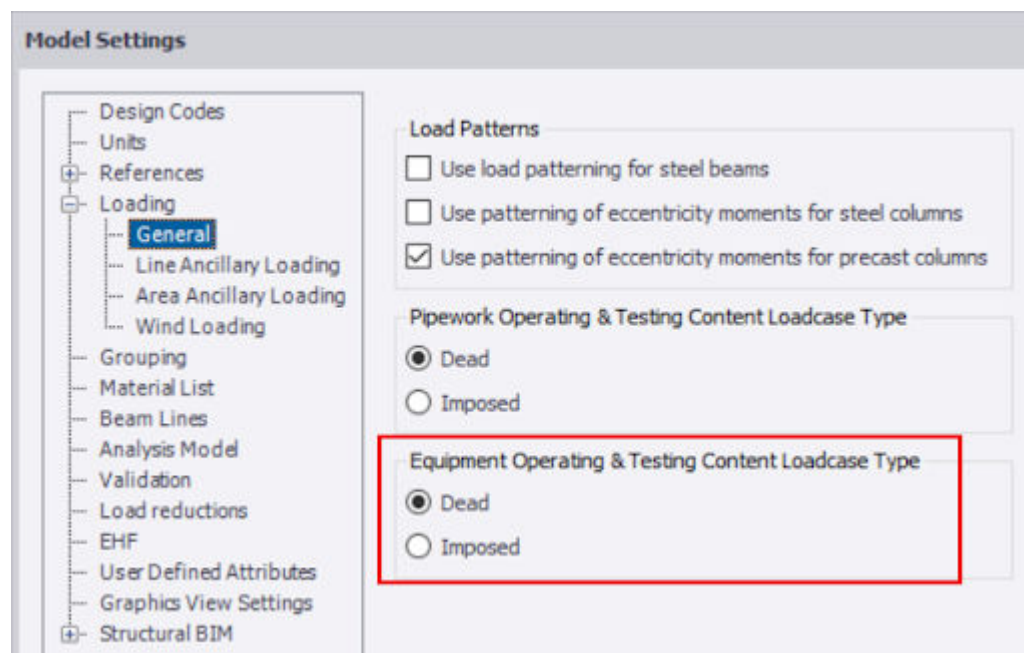 Model Settings
Design Codes
Units
References
Loading
General
Line Ancillary Loading
Area Ancillary Loading
Wind Loading
Grouping
Material List
Beam Lines
Analysis Model
Validation
Load reductions
EHF
User Defined Attributes
Graphics View Settings
Structural BIM
Load Patterns
Use load patterning for steel beams
Use patterning of eccentricity moments for steel columns
Use patterning of eccentricity moments for precast columns
Pipework Operating & Testing Content Loadcase Type
Dead
Imposed
Equipment Operating & Testing Content Loadcase Type
Dead
Imposed